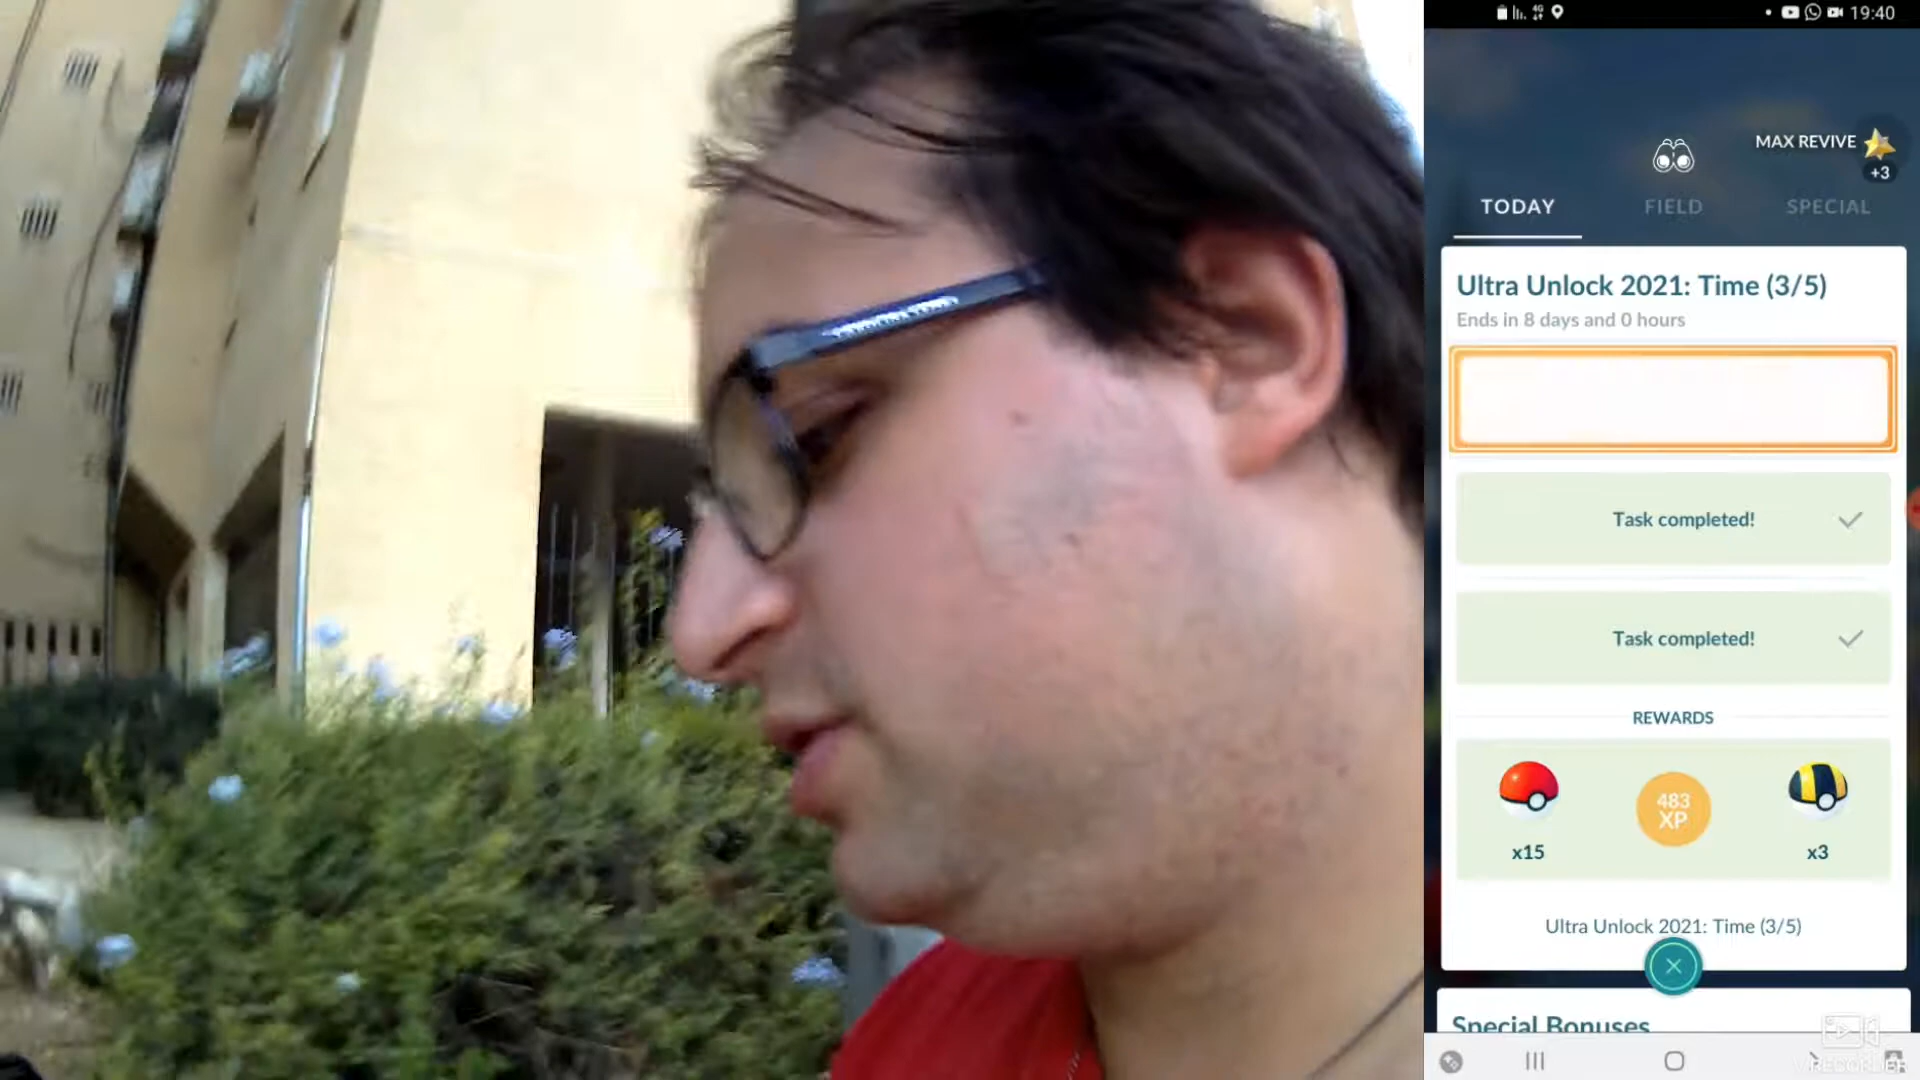 4G
19:40
MAX REVIVE
+3
TODAY
FIELD
SPECIAL
Ultra Unlock 2021: Time (3/5)
Ends in 8 days and 0 hours
Task completed!
Task completed!
REWARDS
483
XP
x15
x3
Ultra Unlock 2021: Time (3/5)
Special Bonuses